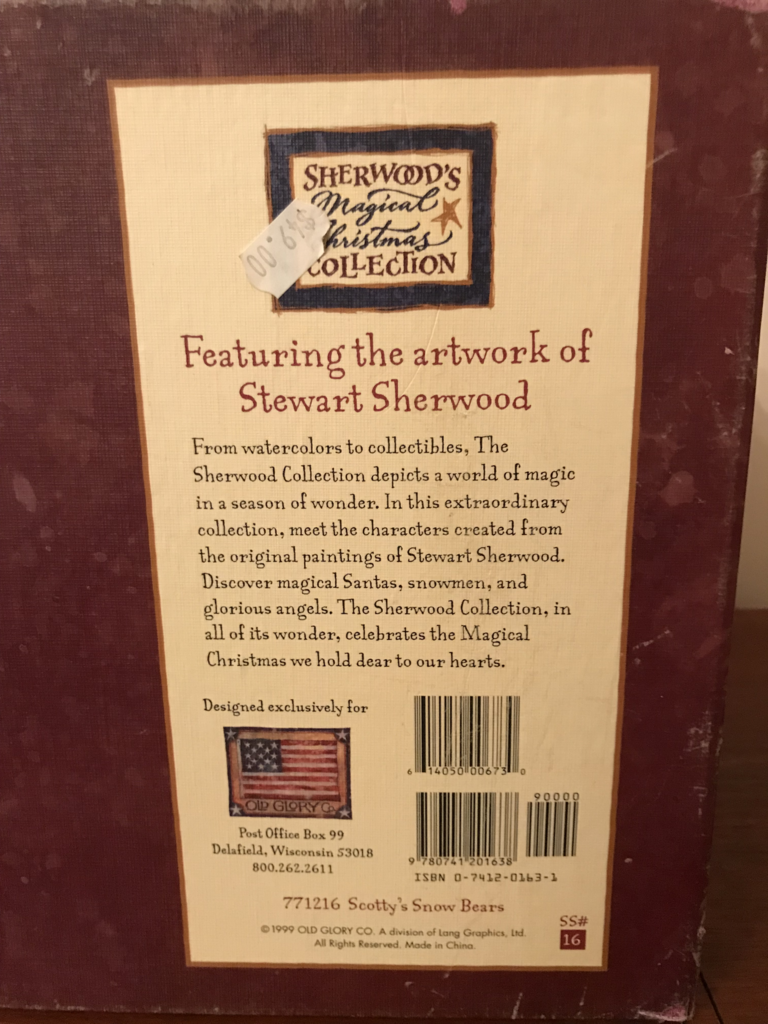 SHERWOOD'S
Magical
Christmas
COLLECTION
Featuring the artwork of
Stewart Sherwood
From watercolors to collectibles, The
Sherwood Collection depicts a world of magic
in a season of wonder. In this extraordinary
collection, meet the characters created from
the original paintings of Stewart Sherwood.
Discover magical Santas, snowmen, and
glorious angels. The Sherwood Collection, in
all of its wonder, celebrates the Magical
Christmas we hold dear to our hearts.
Designed exclusively for
OLD GLORY Co.
Post Office Box 99
Delafield, Wisconsin 53018
800.262.2611
6 14050 00673 0
90000
9 780741 201638
ISBN 0-7412-0163-1
771216 Scotty's Snow Bears
©1999 OLD GLORY CO. A division of Lang Graphics, Ltd.
All Rights Reserved. Made in China.
SS#
16